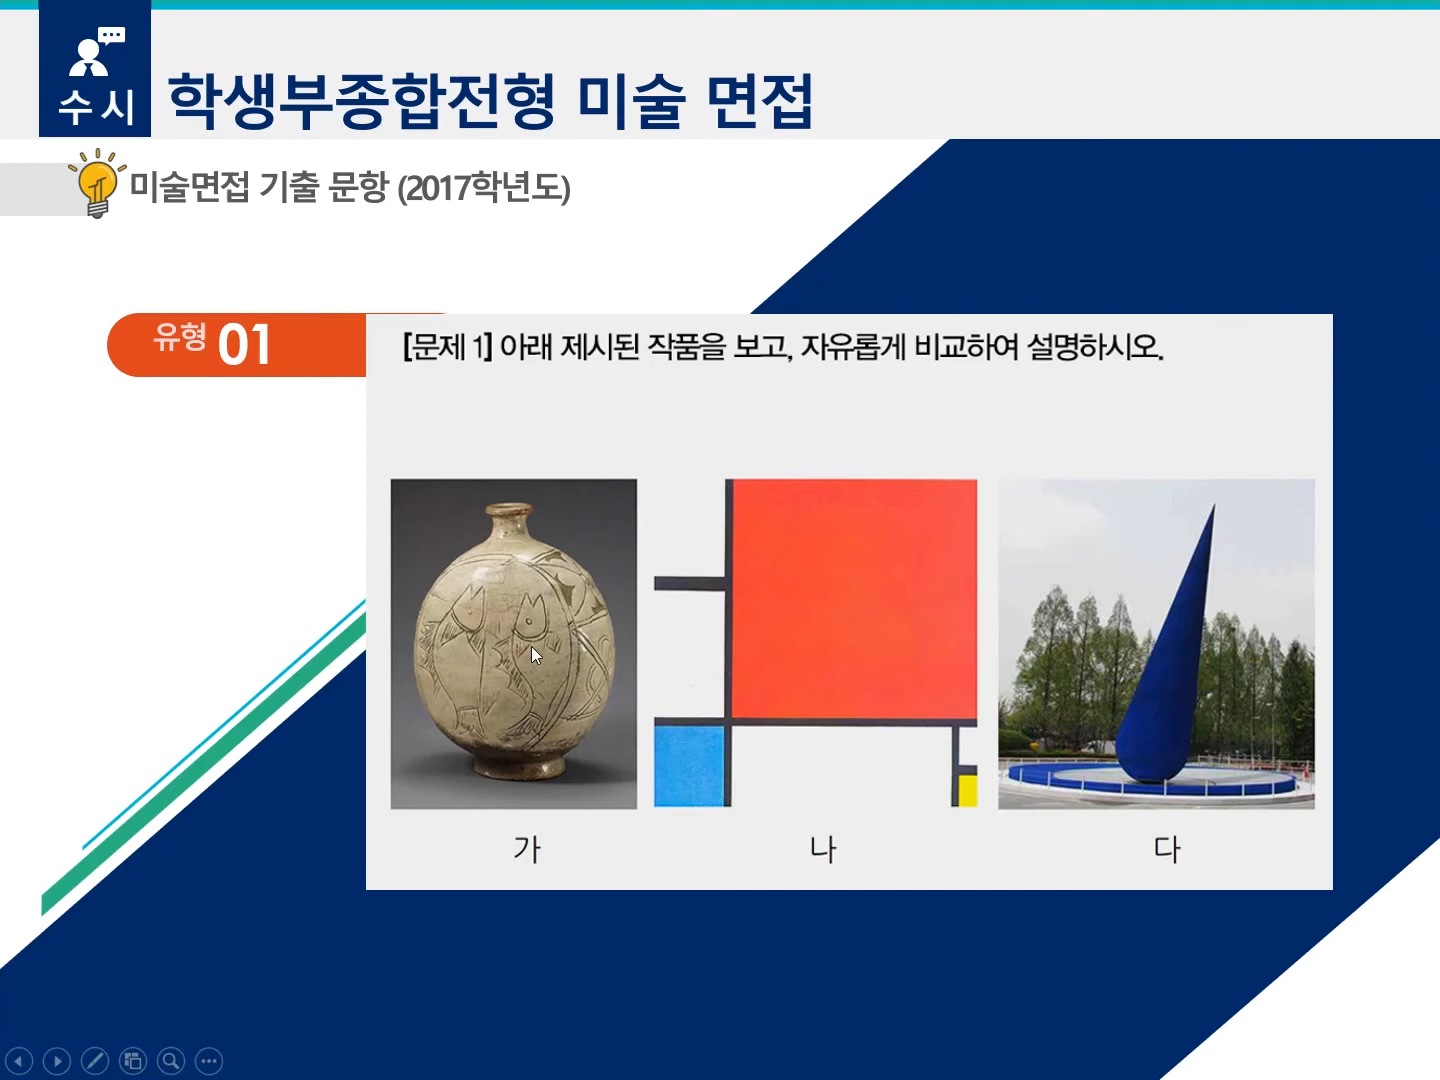 수시
학생부종합전형 미술 면접
미술면접 기출 문항 (2017학년도)
유형 01
[문제 1] 아래 제시된 작품을 보고, 자유롭게 비교하여 설명하시오.
가
나
다